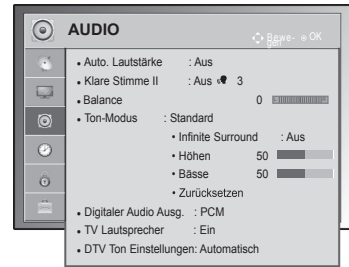 AUDIO
Bewe-
gen
OK
• Auto. Lautstärke : Aus
• Klare Stimme II : Aus 3
• Balance 0
• Ton-Modus : Standard
• Infinite Surround : Aus
• Höhen 50
• Bässe 50
• Zurücksetzen
• Digitaler Audio Ausg. : PCM
• TV Lautsprecher : Ein
• DTV Ton Einstellungen: Automatisch